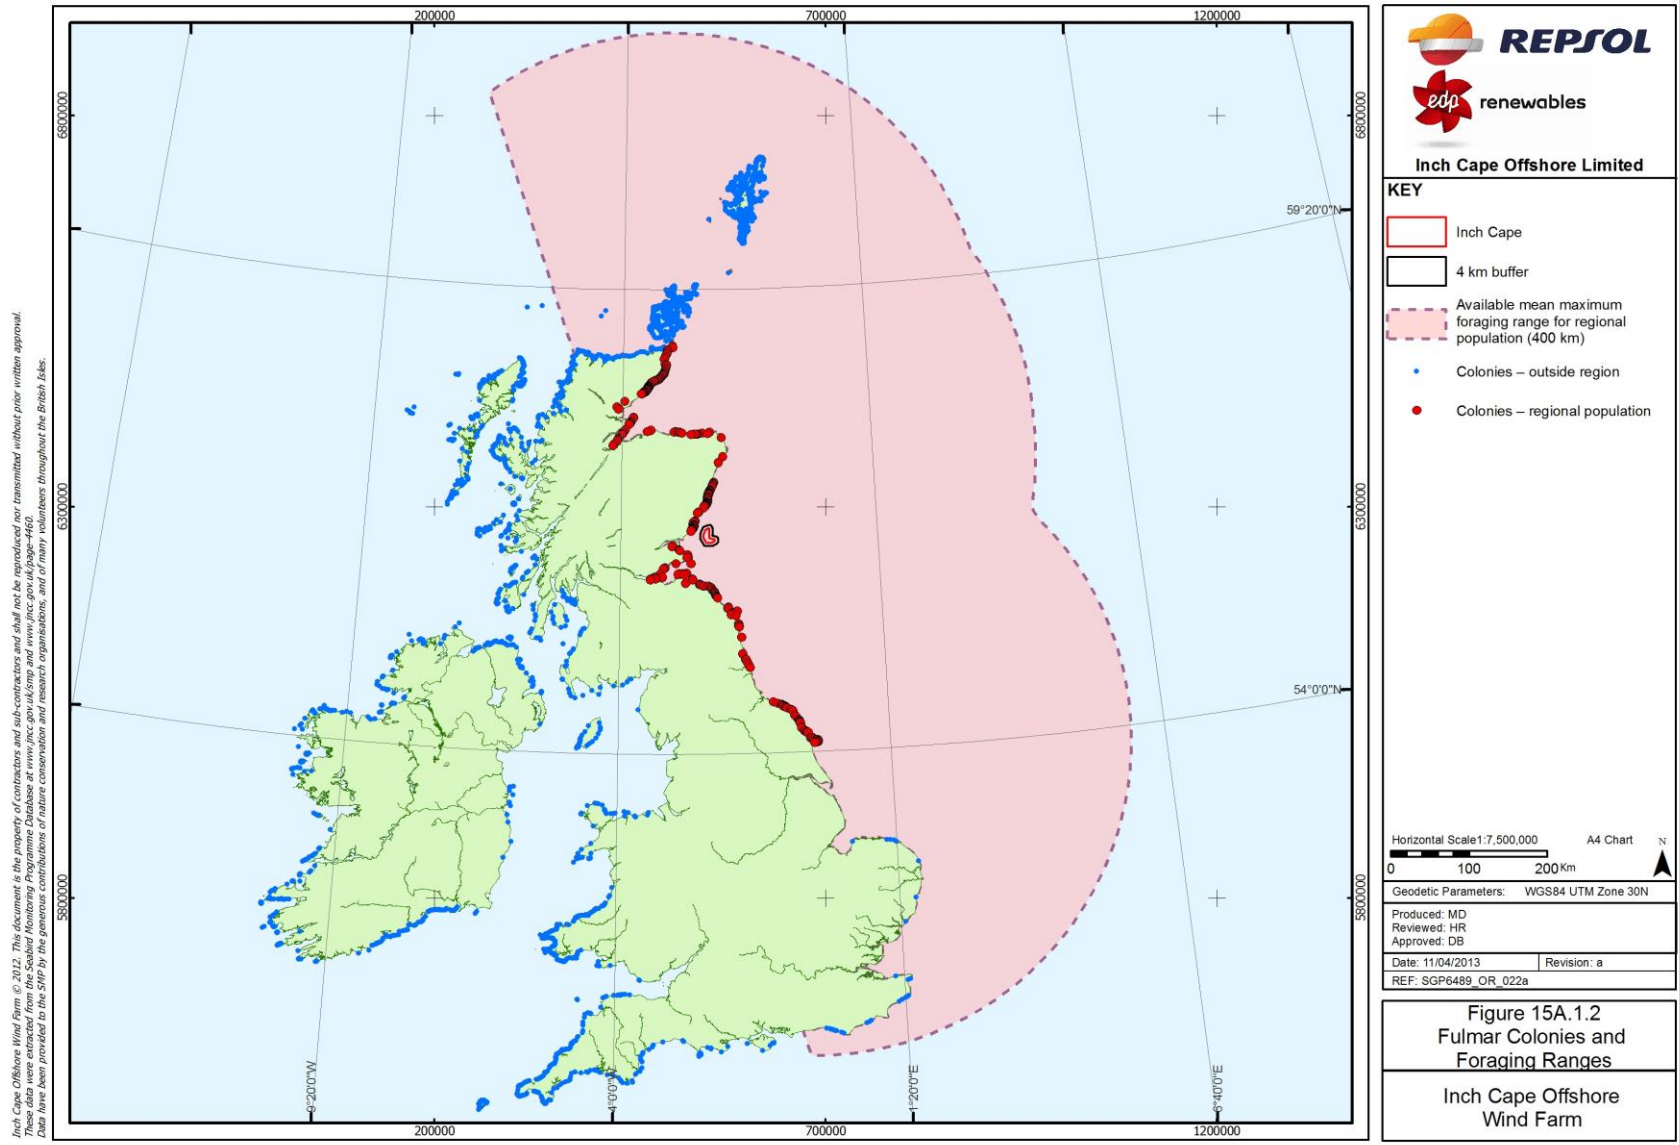 200000
700000
1200000
6800000
6800000
59°20'0"N
6300000
6300000
54°0'0"N
5800000
5800000
9°20'0"W
4°0'0"W
1°20'0"E
6°40'0"E
200000
700000
1200000
Inch Cape Offshore Wind Farm © 2012. This document is the property of contractors and sub-contractors and shall not be reproduced nor transmitted without prior written approval.
These data were extracted from the Seabird Monitoring Programme Database at www.jncc.gov.uk/smp and www.jncc.gov.uk/page-4460.
Data have been provided to the SMP by the generous contributions of nature conservation and research organisations, and of many volunteers throughout the British Isles.
REPSOL
edp renewables
Inch Cape Offshore Limited
KEY
Inch Cape
4 km buffer
Available mean maximum
foraging range for regional
population (400 km)
Colonies – outside region
Colonies – regional population
Horizontal Scale1:7,500,000 A4 Chart N
0 100 200 Km
Geodetic Parameters: WGS84 UTM Zone 30N
Produced: MD
Reviewed: HR
Approved: DB
Date: 11/04/2013 Revision: a
REF: SGP6489_OR_022a
Figure 15A.1.2
Fulmar Colonies and
Foraging Ranges
Inch Cape Offshore
Wind Farm